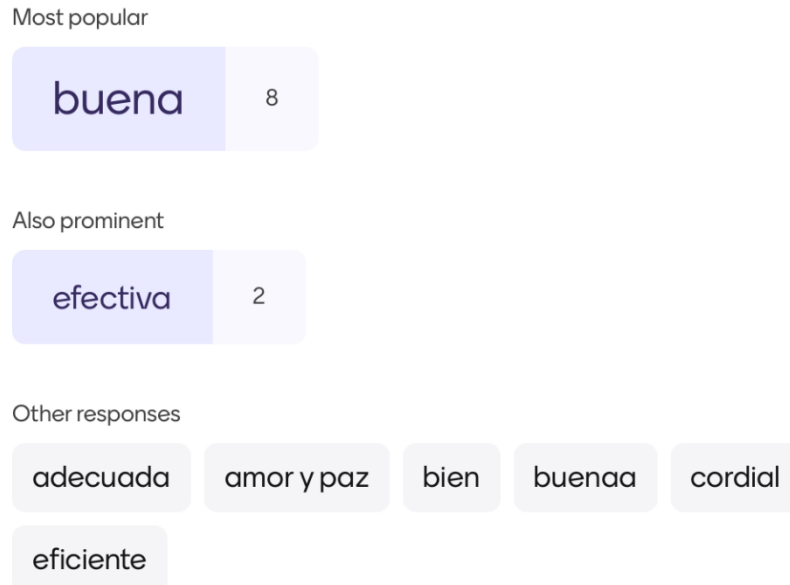 Most popular
buena 8
Also prominent
efectiva 2
Other responses
adecuada amor y paz bien buenaa cordial
eficiente